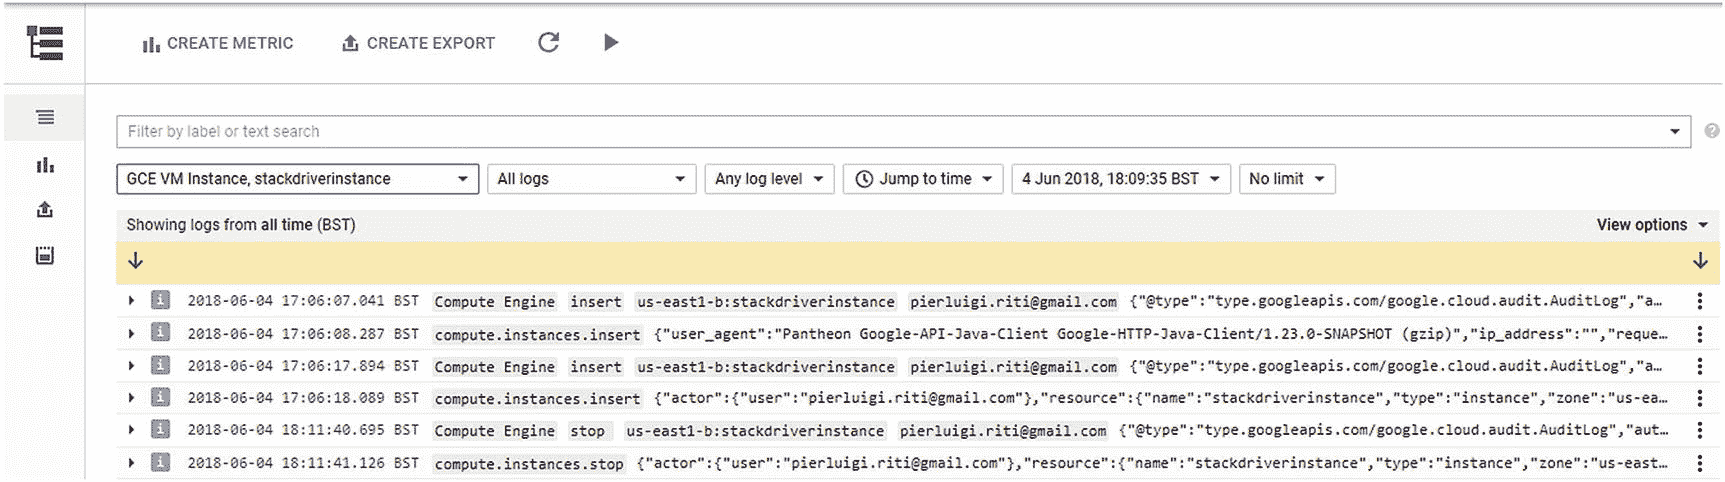 CREATE METRIC CREATE EXPORT
Filter by label or text search
GCE VM Instance, stackdriverinstance All logs Any log level Jump to time 4 Jun 2018, 18:09:35 BST No limit
Showing logs from all time (BST) View options
i 2018-06-04 17:06:07.041 BST Compute Engine insert us-east1-b:stackdriverinstance pierluigi.riti@gmail.com {"@type":"type.googleapis.com/google.cloud.audit.AuditLog","a…
i 2018-06-04 17:06:08.287 BST compute.instances.insert {"user_agent":"Pantheon Google-API-Java-Client Google-HTTP-Java-Client/1.23.0-SNAPSHOT (gzip)","ip_address":"","reque…
i 2018-06-04 17:06:17.894 BST Compute Engine insert us-east1-b:stackdriverinstance pierluigi.riti@gmail.com {"@type":"type.googleapis.com/google.cloud.audit.AuditLog","a…
i 2018-06-04 17:06:18.089 BST compute.instances.insert {"actor":{"user":"pierluigi.riti@gmail.com"},"resource":{"name":"stackdriverinstance","type":"instance","zone":"us-ea…
i 2018-06-04 18:11:40.695 BST Compute Engine stop us-east1-b:stackdriverinstance pierluigi.riti@gmail.com {"@type":"type.googleapis.com/google.cloud.audit.AuditLog","aut…
i 2018-06-04 18:11:41.126 BST compute.instances.stop {"actor":{"user":"pierluigi.riti@gmail.com"},"resource":{"name":"stackdriverinstance","type":"instance","zone":"us-east…